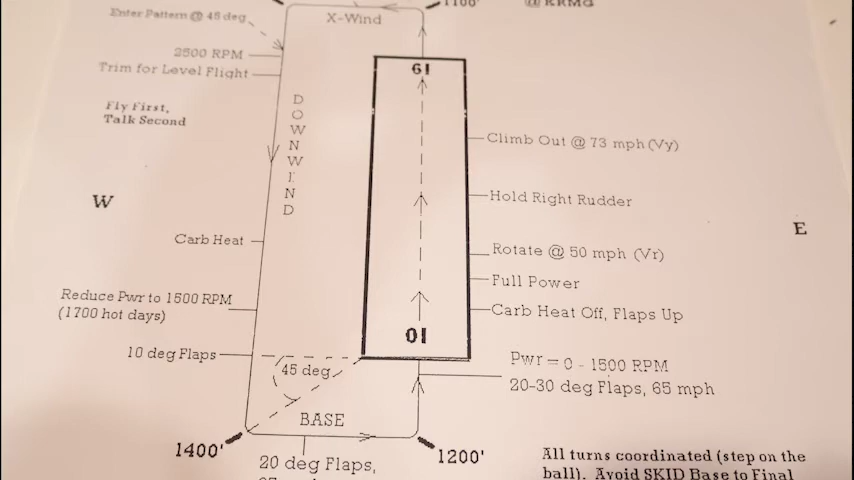 1100'
@ KRMG
Enter Pattern @ 45 deg
X-Wind
2500 RPM
Trim for Level Flight
19
Fly First,
Talk Second
DOWNWIND
Climb Out @ 73 mph (Vy)
W
Hold Right Rudder
E
Carb Heat
Rotate @ 50 mph (Vr)
Full Power
Reduce Pwr to 1500 RPM
(1700 hot days)
Carb Heat Off, Flaps Up
01
10 deg Flaps
45 deg
Pwr = 0 - 1500 RPM
20-30 deg Flaps, 65 mph
BASE
1400'
1200'
20 deg Flaps,
All turns coordinated (step on the
ball). Avoid SKID Base to Final